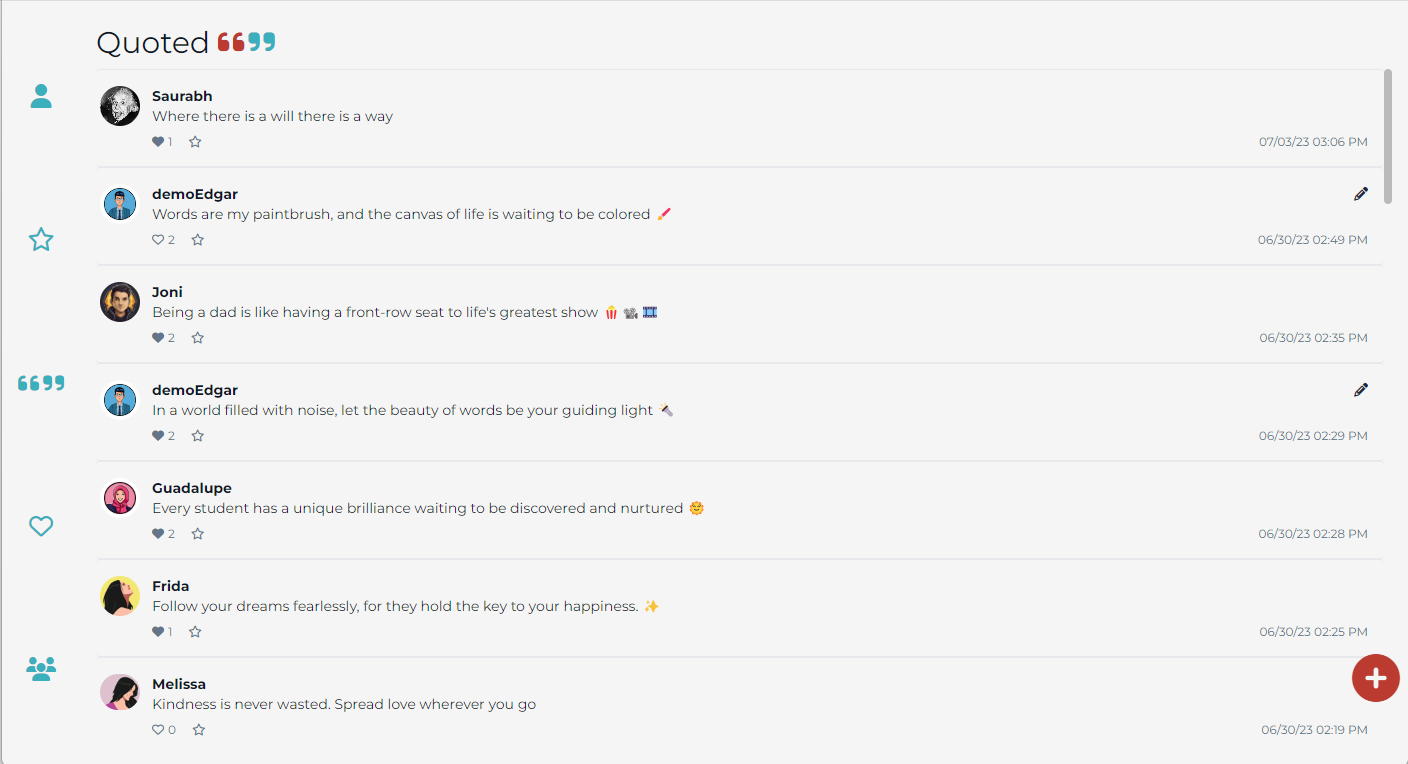 Quoted
Saurabh
Where there is a will there is a way
1
07/03/23 03:06 PM
demoEdgar
Words are my paintbrush, and the canvas of life is waiting to be colored 🖌️
2
06/30/23 02:49 PM
Joni
Being a dad is like having a front-row seat to life's greatest show 🍿 📽️ 🎞️
2
06/30/23 02:35 PM
demoEdgar
In a world filled with noise, let the beauty of words be your guiding light 🔦
2
06/30/23 02:29 PM
Guadalupe
Every student has a unique brilliance waiting to be discovered and nurtured 🌞
2
06/30/23 02:28 PM
Frida
Follow your dreams fearlessly, for they hold the key to your happiness. ✨
1
06/30/23 02:25 PM
Melissa
Kindness is never wasted. Spread love wherever you go
0
06/30/23 02:19 PM